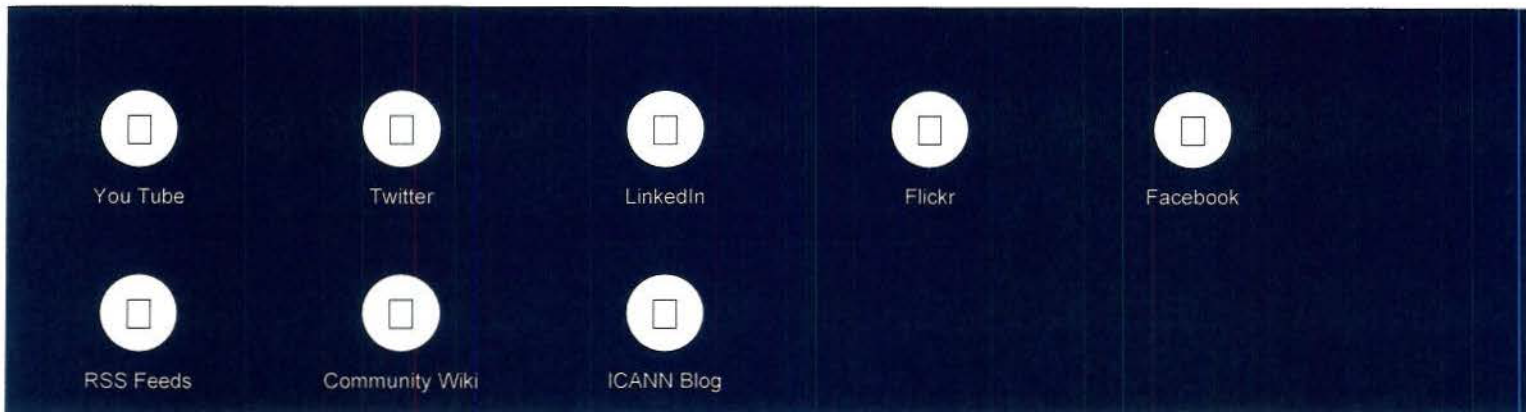 You Tube Twitter LinkedIn Flickr Facebook
RSS Feeds Community Wiki ICANN Blog